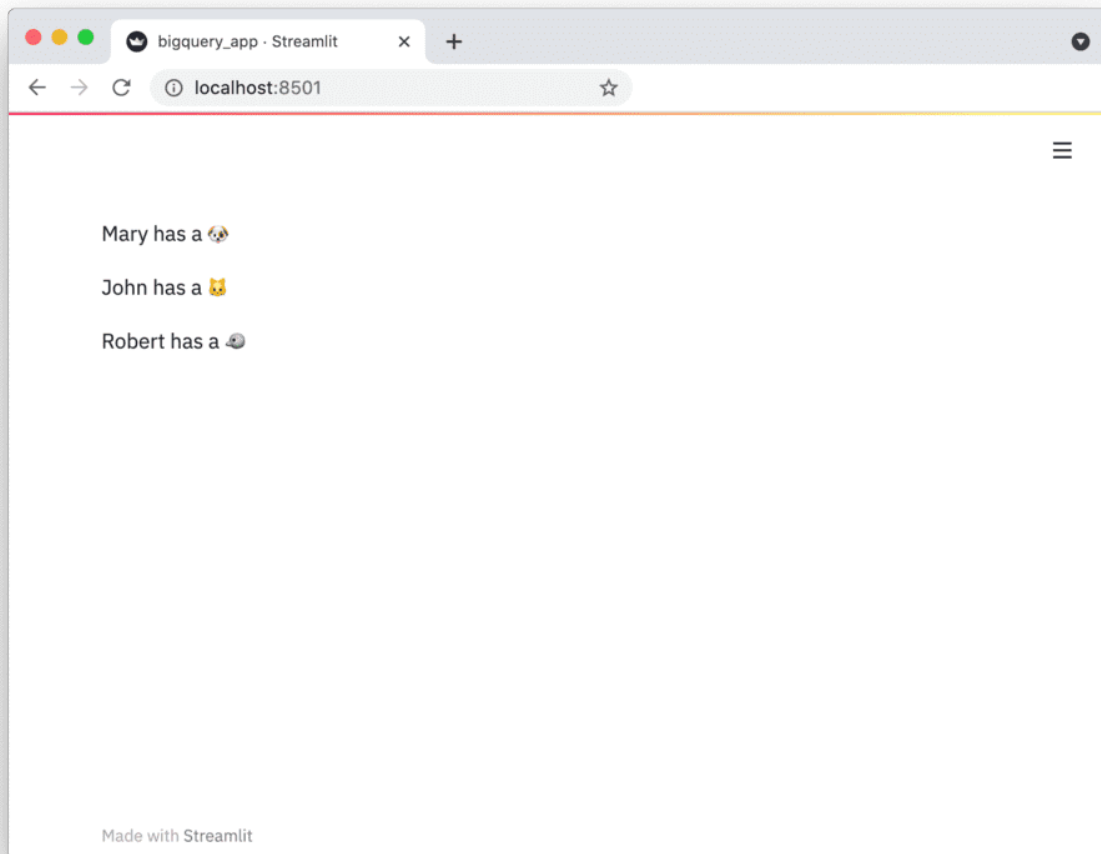 bigquery_app · Streamlit
localhost:8501
Mary has a 🐶
John has a 🐱
Robert has a 🐦
Made with Streamlit